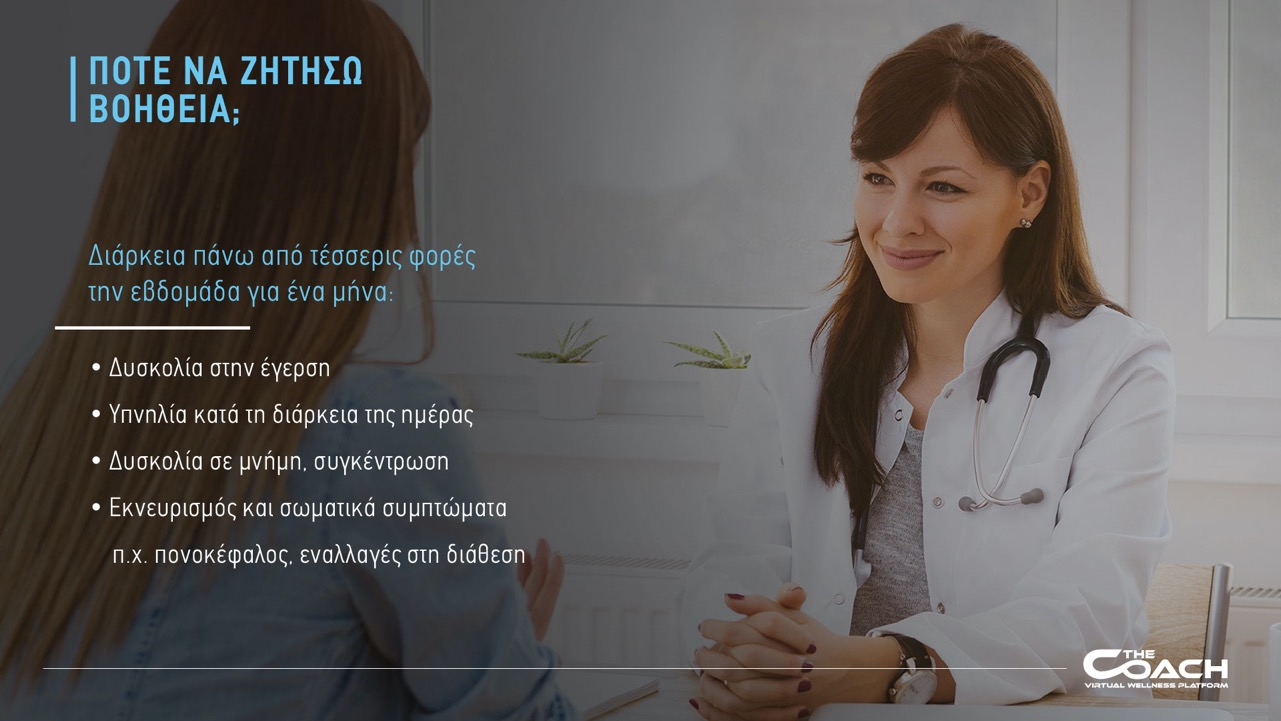 ΠΟΤΕ ΝΑ ΖΗΤΗΣΩ
ΒΟΗΘΕΙΑ;
Διάρκεια πάνω από τέσσερις φορές
την εβδομάδα για ένα μήνα:
• Δυσκολία στην έγερση
• Υπνηλία κατά τη διάρκεια της ημέρας
• Δυσκολία σε μνήμη, συγκέντρωση
• Εκνευρισμός και σωματικά συμπτώματα
π.χ. πονοκέφαλος, εναλλαγές στη διάθεση
THE
COACH
VIRTUAL WELLNESS PLATFORM